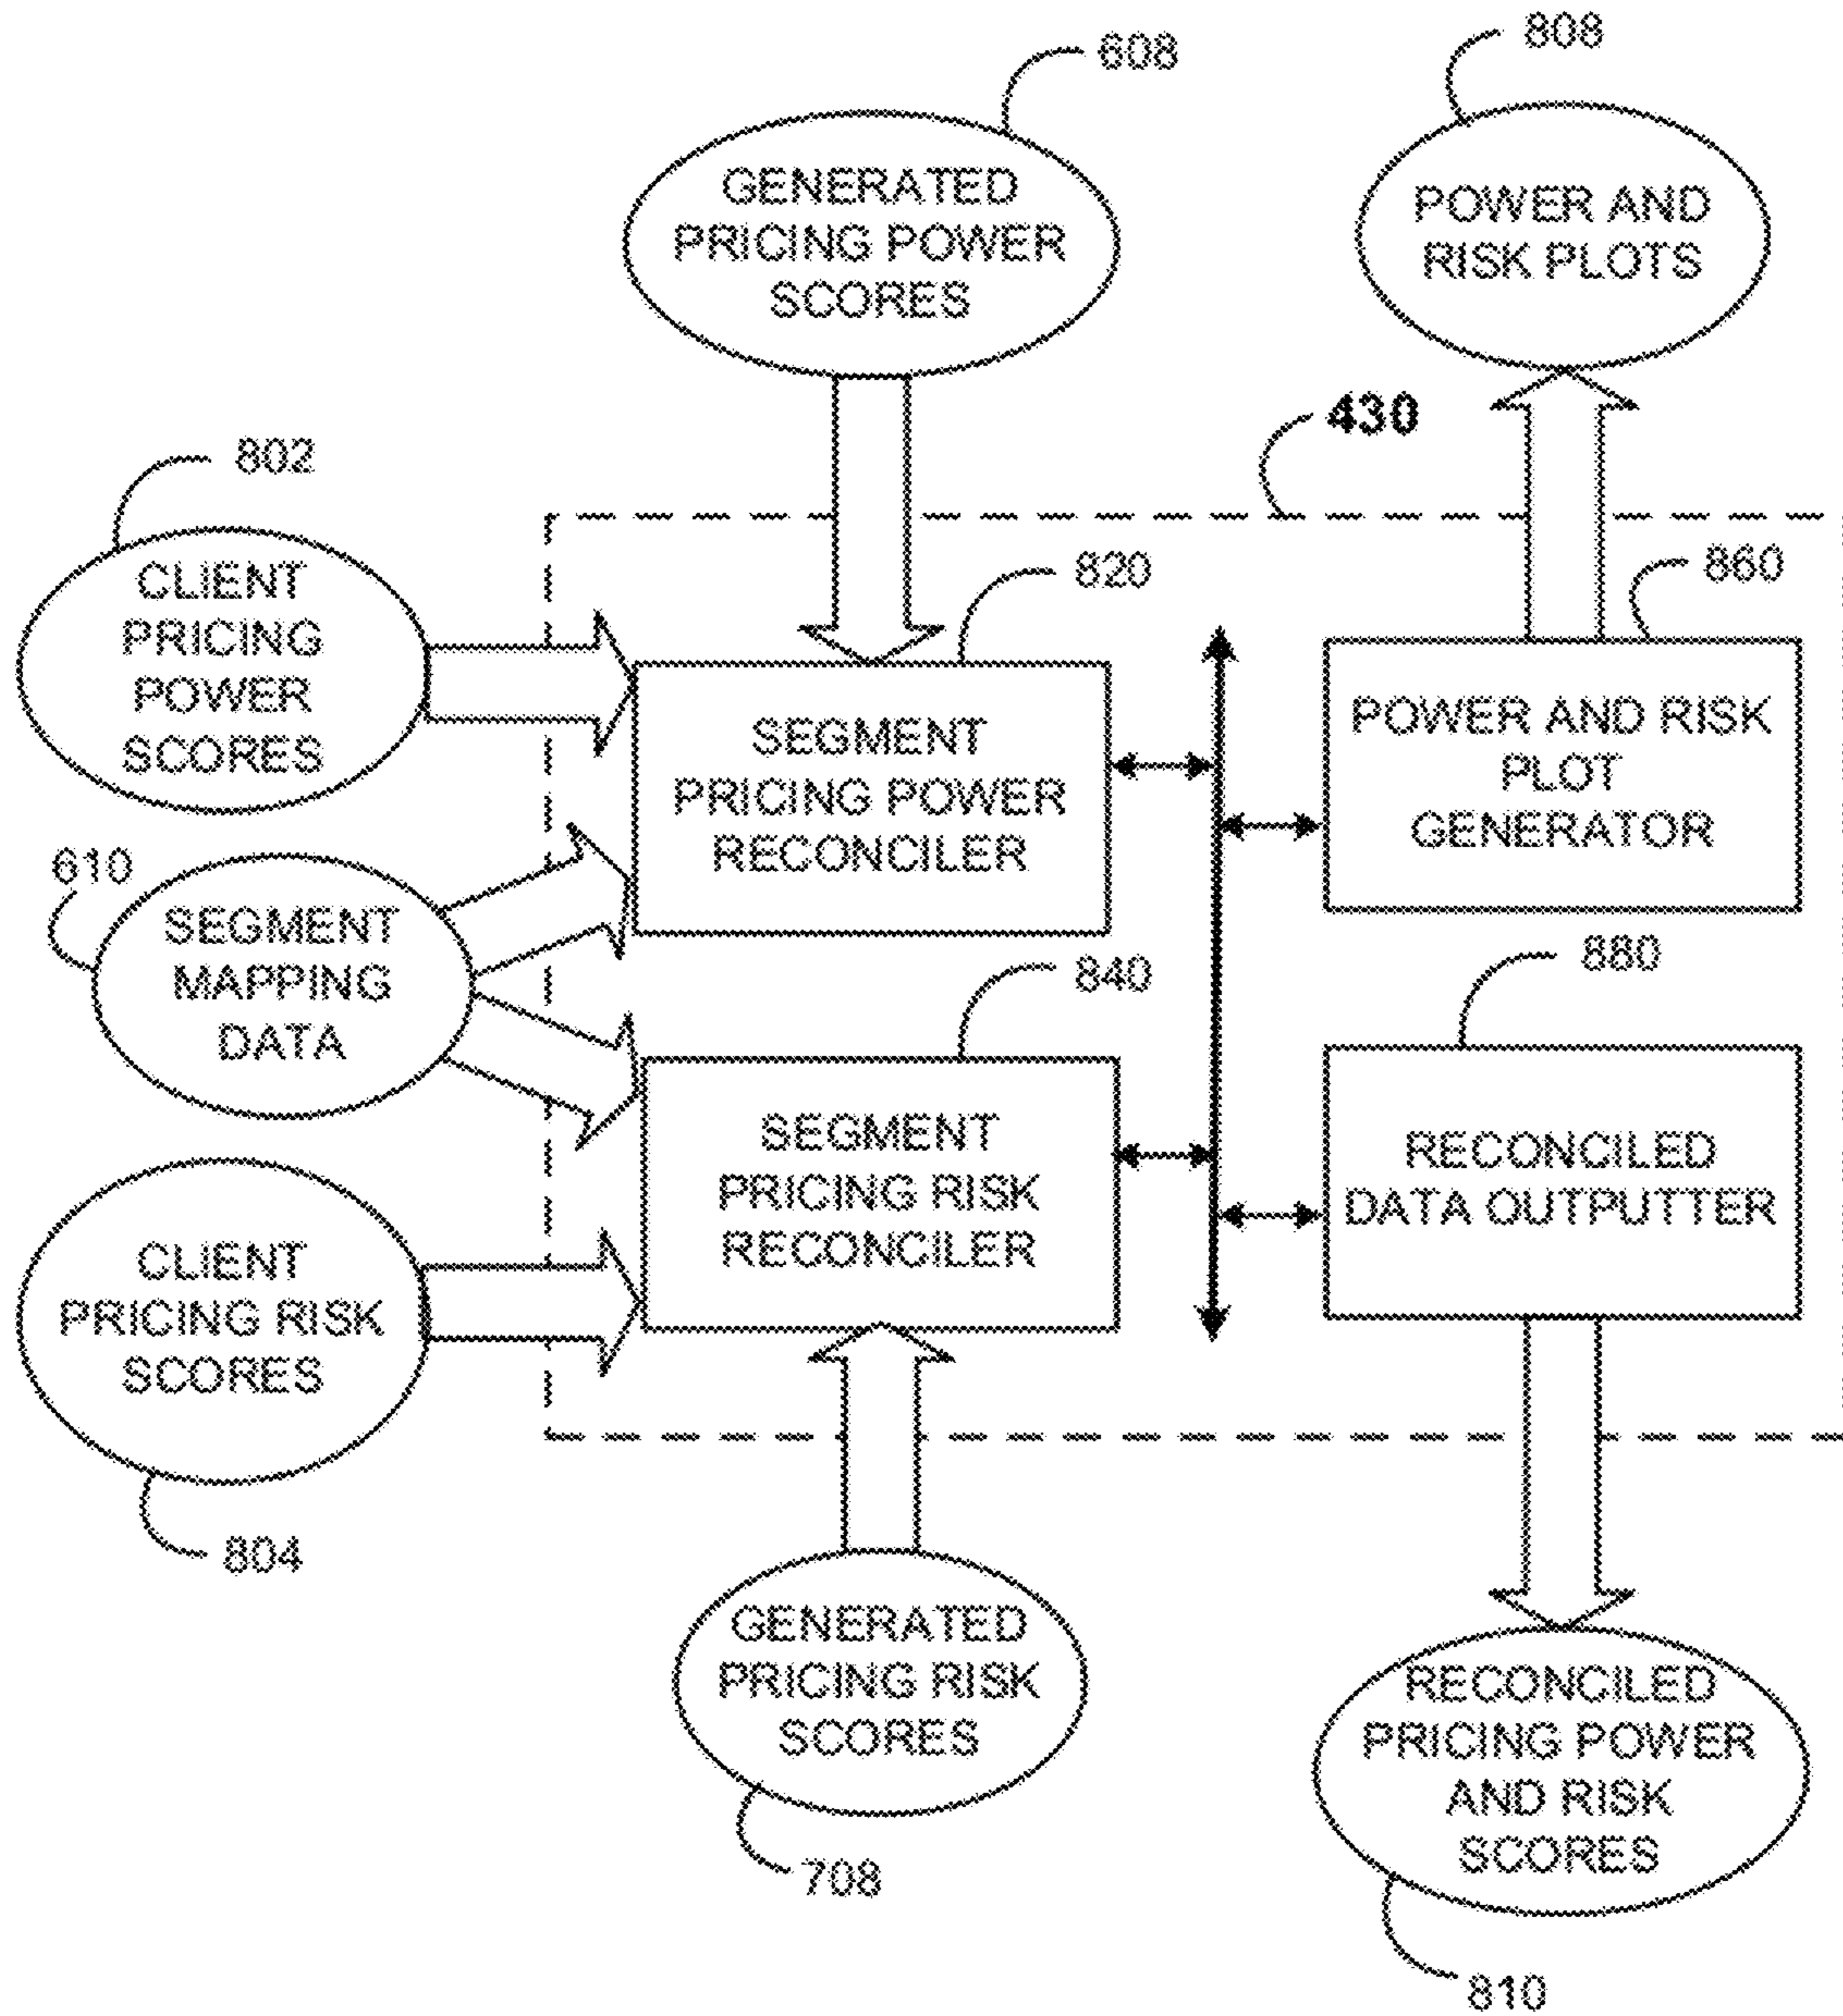 608
808
GENERATED
PRICING POWER
SCORES
POWER AND
RISK PLOTS
430
802
CLIENT
PRICING
POWER
SCORES
820
860
SEGMENT
PRICING POWER
RECONCILER
POWER AND RISK
PLOT
GENERATOR
610
SEGMENT
MAPPING
DATA
840
880
SEGMENT
PRICING RISK
RECONCILER
RECONCILED
DATA OUTPUTTER
CLIENT
PRICING RISK
SCORES
804
GENERATED
PRICING RISK
SCORES
708
RECONCILED
PRICING POWER
AND RISK
SCORES
810